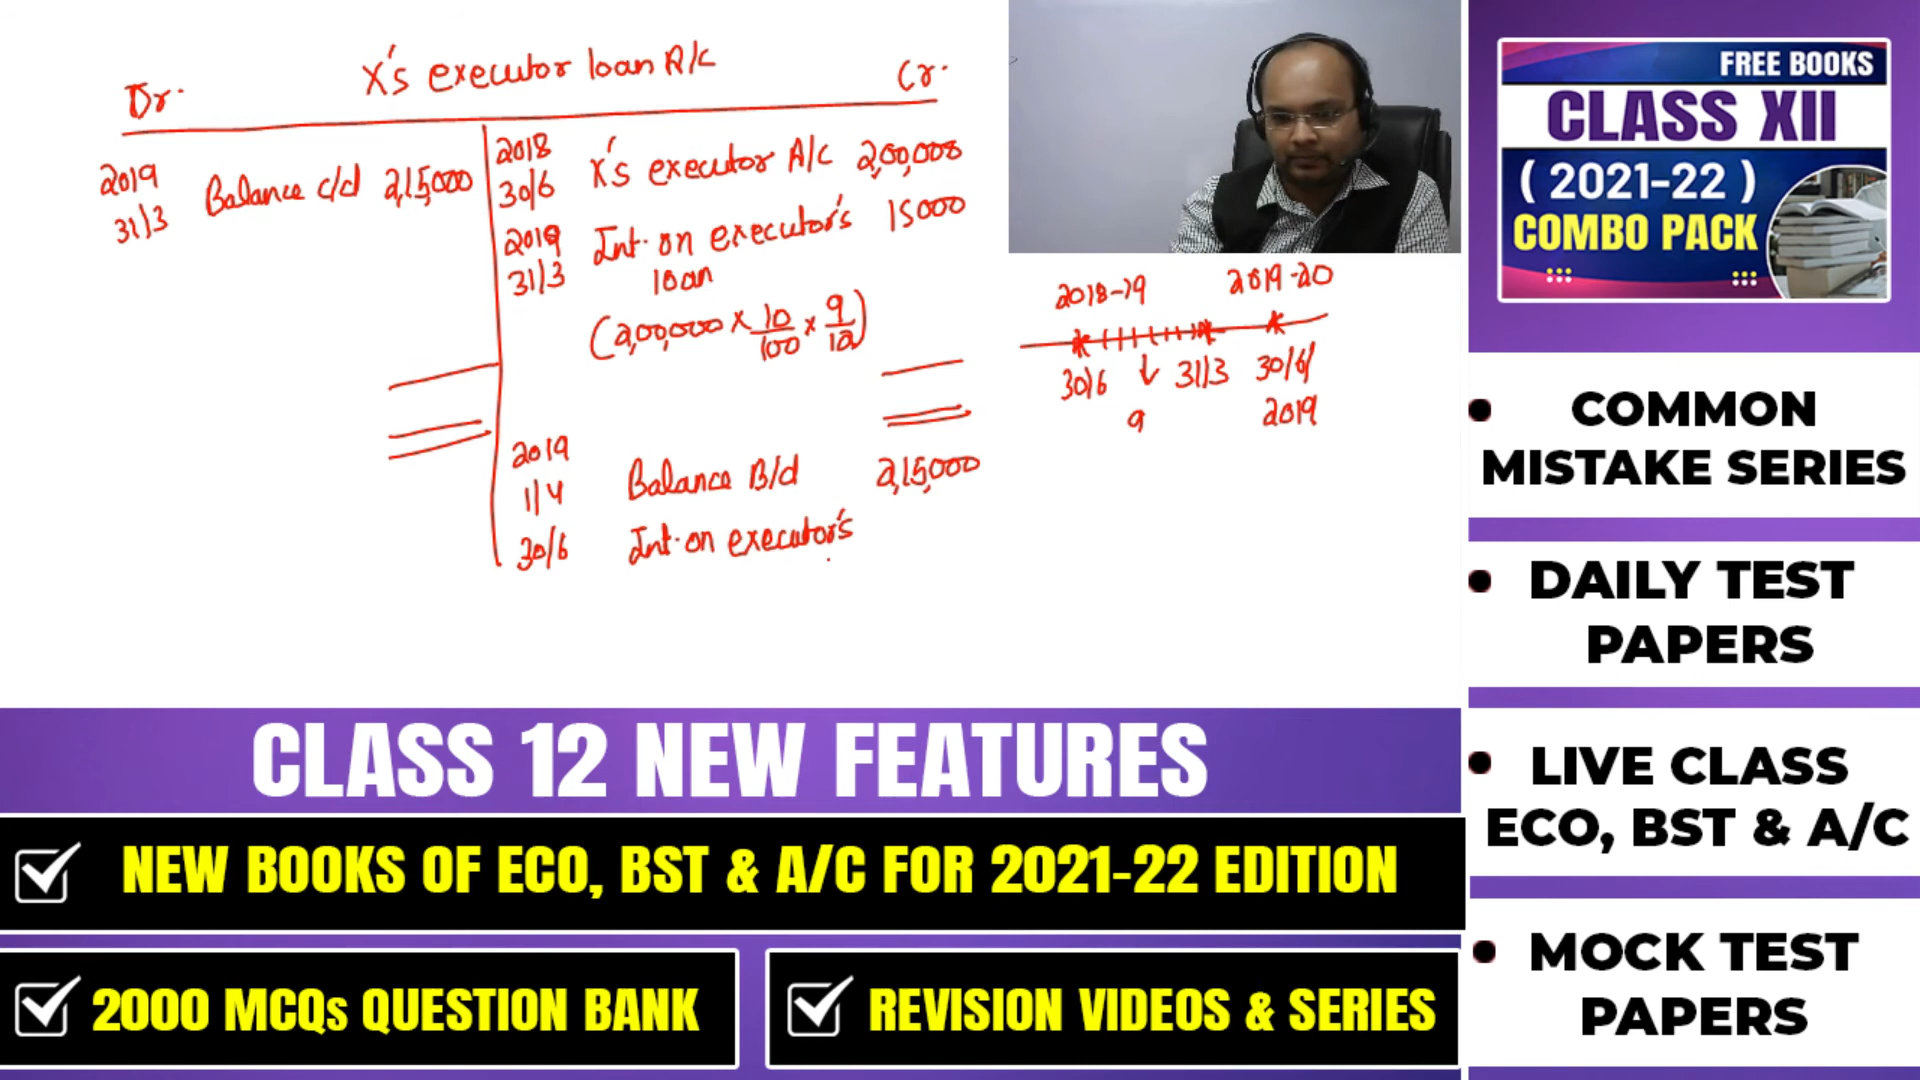 X's executor loan A/c
Dr.
Cr.
2019
31/3
Balance c/d 2,15,000
2018
30/6
X's executor A/c 2,00,000
2019
31/3
Int. on executor's 15000
loan
(2,00,000 × 10/100 × 9/12)
2019
1/4
Balance B/d 2,15,000
30/6
Int. on executor's
2018-19
2019-20
30/6
31/3
30/6/
2019
9
FREE BOOKS
CLASS XII
( 2021-22 )
COMBO PACK
• COMMON
MISTAKE SERIES
• DAILY TEST
PAPERS
• LIVE CLASS
ECO, BST & A/C
• MOCK TEST
PAPERS
CLASS 12 NEW FEATURES
NEW BOOKS OF ECO, BST & A/C FOR 2021-22 EDITION
2000 MCQs QUESTION BANK
REVISION VIDEOS & SERIES